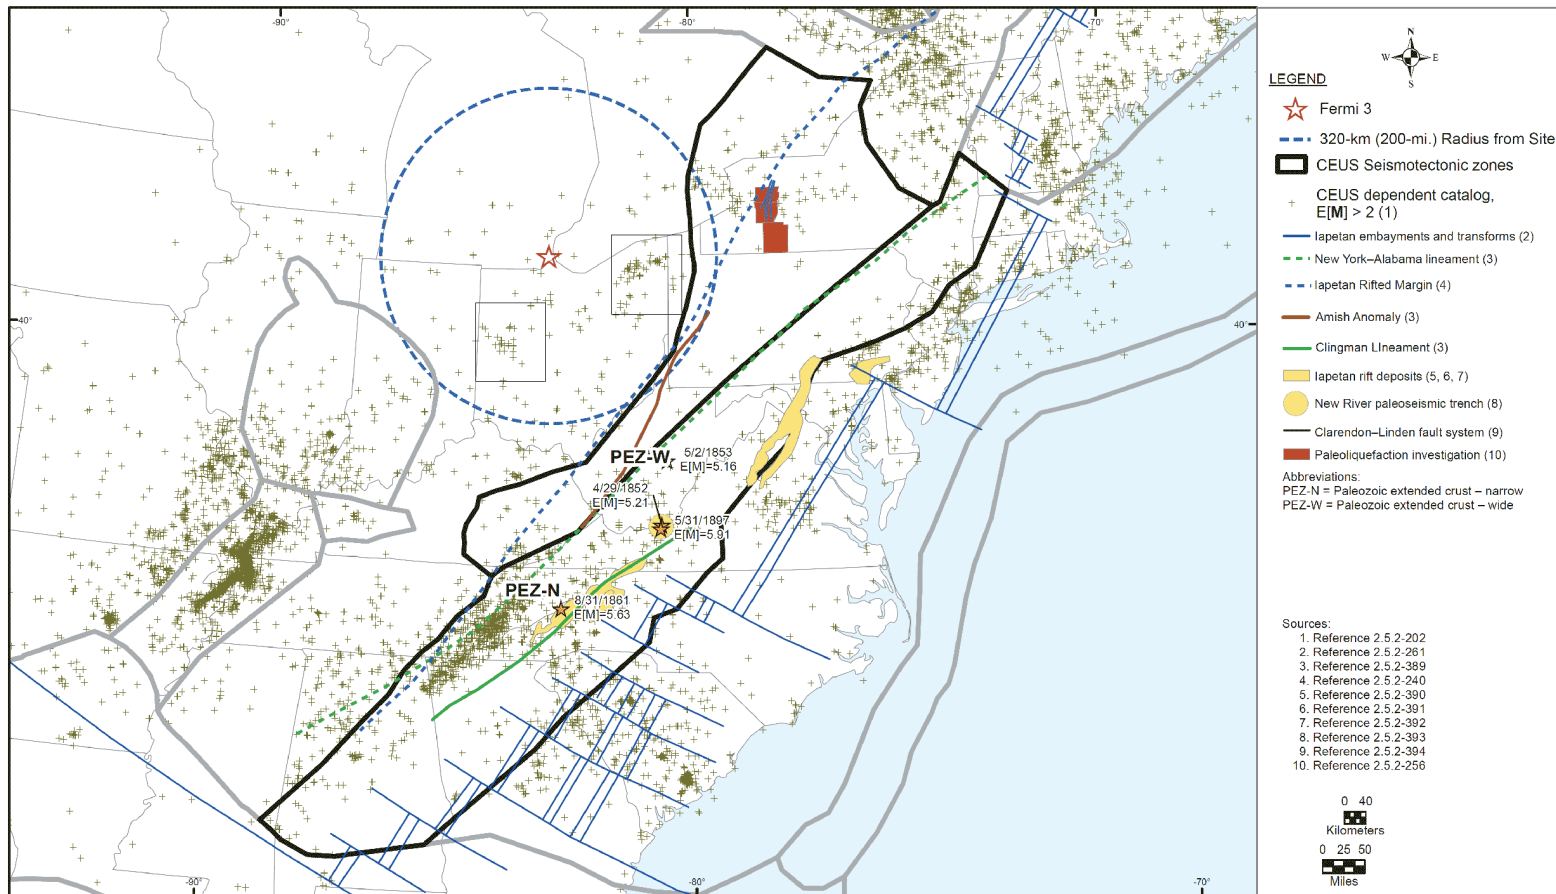 -90°
-80°
-70°
N
W E
S
LEGEND
Fermi 3
320-km (200-mi.) Radius from Site
CEUS Seismotectonic zones
CEUS dependent catalog,
E[M] > 2 (1)
Iapetan embayments and transforms (2)
New York–Alabama lineament (3)
Iapetan Rifted Margin (4)
Amish Anomaly (3)
Clingman LIneament (3)
Iapetan rift deposits (5, 6, 7)
New River paleoseismic trench (8)
Clarendon–Linden fault system (9)
Paleoliquefaction investigation (10)
Abbreviations:
PEZ-N = Paleozoic extended crust – narrow
PEZ-W = Paleozoic extended crust – wide
40°
40°
PEZ-W
5/2/1853
E[M]=5.16
4/29/1852
E[M]=5.21
5/31/1897
E[M]=5.91
PEZ-N
8/31/1861
E[M]=5.63
Sources:
1. Reference 2.5.2-202
2. Reference 2.5.2-261
3. Reference 2.5.2-389
4. Reference 2.5.2-240
5. Reference 2.5.2-390
6. Reference 2.5.2-391
7. Reference 2.5.2-392
8. Reference 2.5.2-393
9. Reference 2.5.2-394
10. Reference 2.5.2-256
0 40
Kilometers
0 25 50
Miles
-90°
-80°
-70°